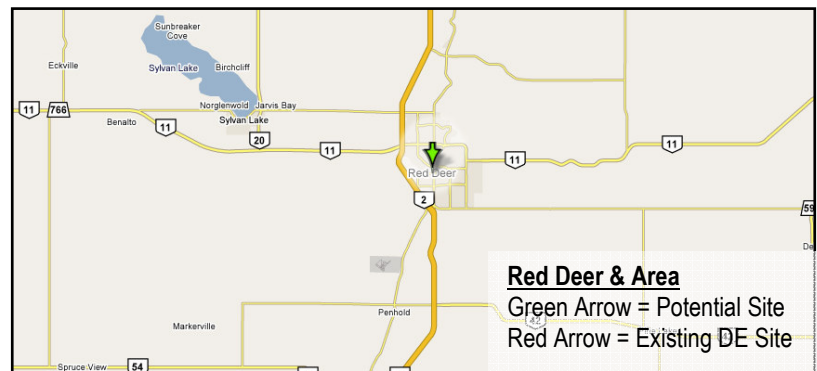 Sunbreaker
Cove
Eckville
Sylvan Lake
Birchcliff
Norglenwold
Jarvis Bay
11
766
Sylvan Lake
Benalto
11
20
11
11
11
Red Deer
2
59
De
Red Deer & Area
Green Arrow = Potential Site
Red Arrow = Existing DE Site
42
Penhold
Markerville
Spruce View
54